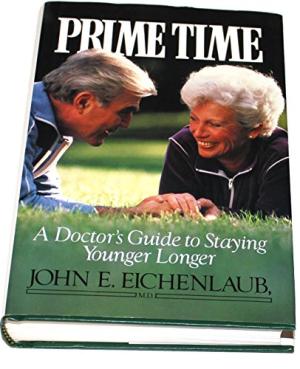 PRIME TIME
A Doctor's Guide to Staying
Younger Longer
JOHN E. EICHENLAUB,
M.D.